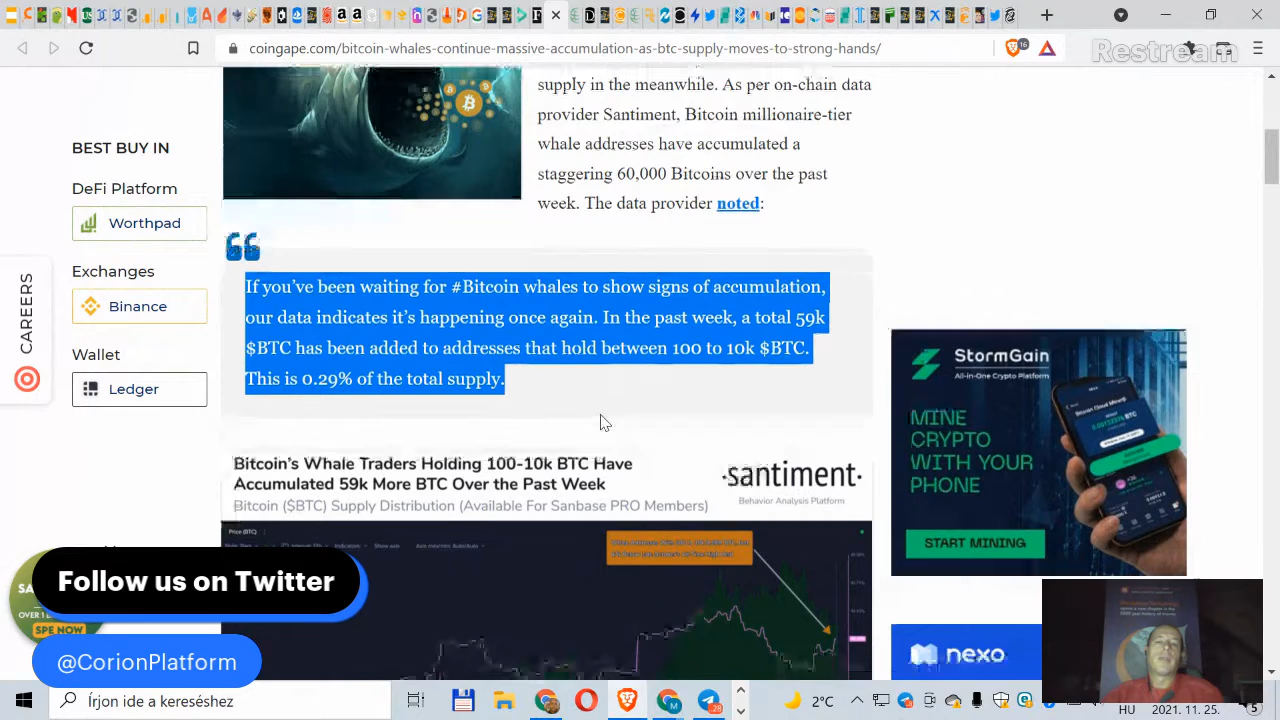 coingape.com/bitcoin-whales-continue-massive-accumulation-as-btc-supply-moves-to-strong-hands/
16
Restream
BEST BUY IN
DeFi Platform
Worthpad
Exchanges
Binance
Wallet
Ledger
CAREERS
supply in the meanwhile. As per on-chain data
provider Santiment, Bitcoin millionaire-tier
whale addresses have accumulated a
staggering 60,000 Bitcoins over the past
week. The data provider noted:
If you’ve been waiting for #Bitcoin whales to show signs of accumulation,
our data indicates it’s happening once again. In the past week, a total 59k
$BTC has been added to addresses that hold between 100 to 10k $BTC.
This is 0.29% of the total supply.
Bitcoin’s Whale Traders Holding 100-10k BTC Have
Accumulated 59k More BTC Over the Past Week
Bitcoin ($BTC) Supply Distribution (Available For Sanbase PRO Members)
·santiment·
Behavior Analysis Platform
Price (BTC)
StormGain
All-in-One Crypto Platform
MINE
CRYPTO
WITH YOUR
PHONE
START MINING
nexo
Follow us on Twitter
@CorionPlatform
Írjon ide a kereséshez
28
2°C
HU
2021. 11. 25.
5